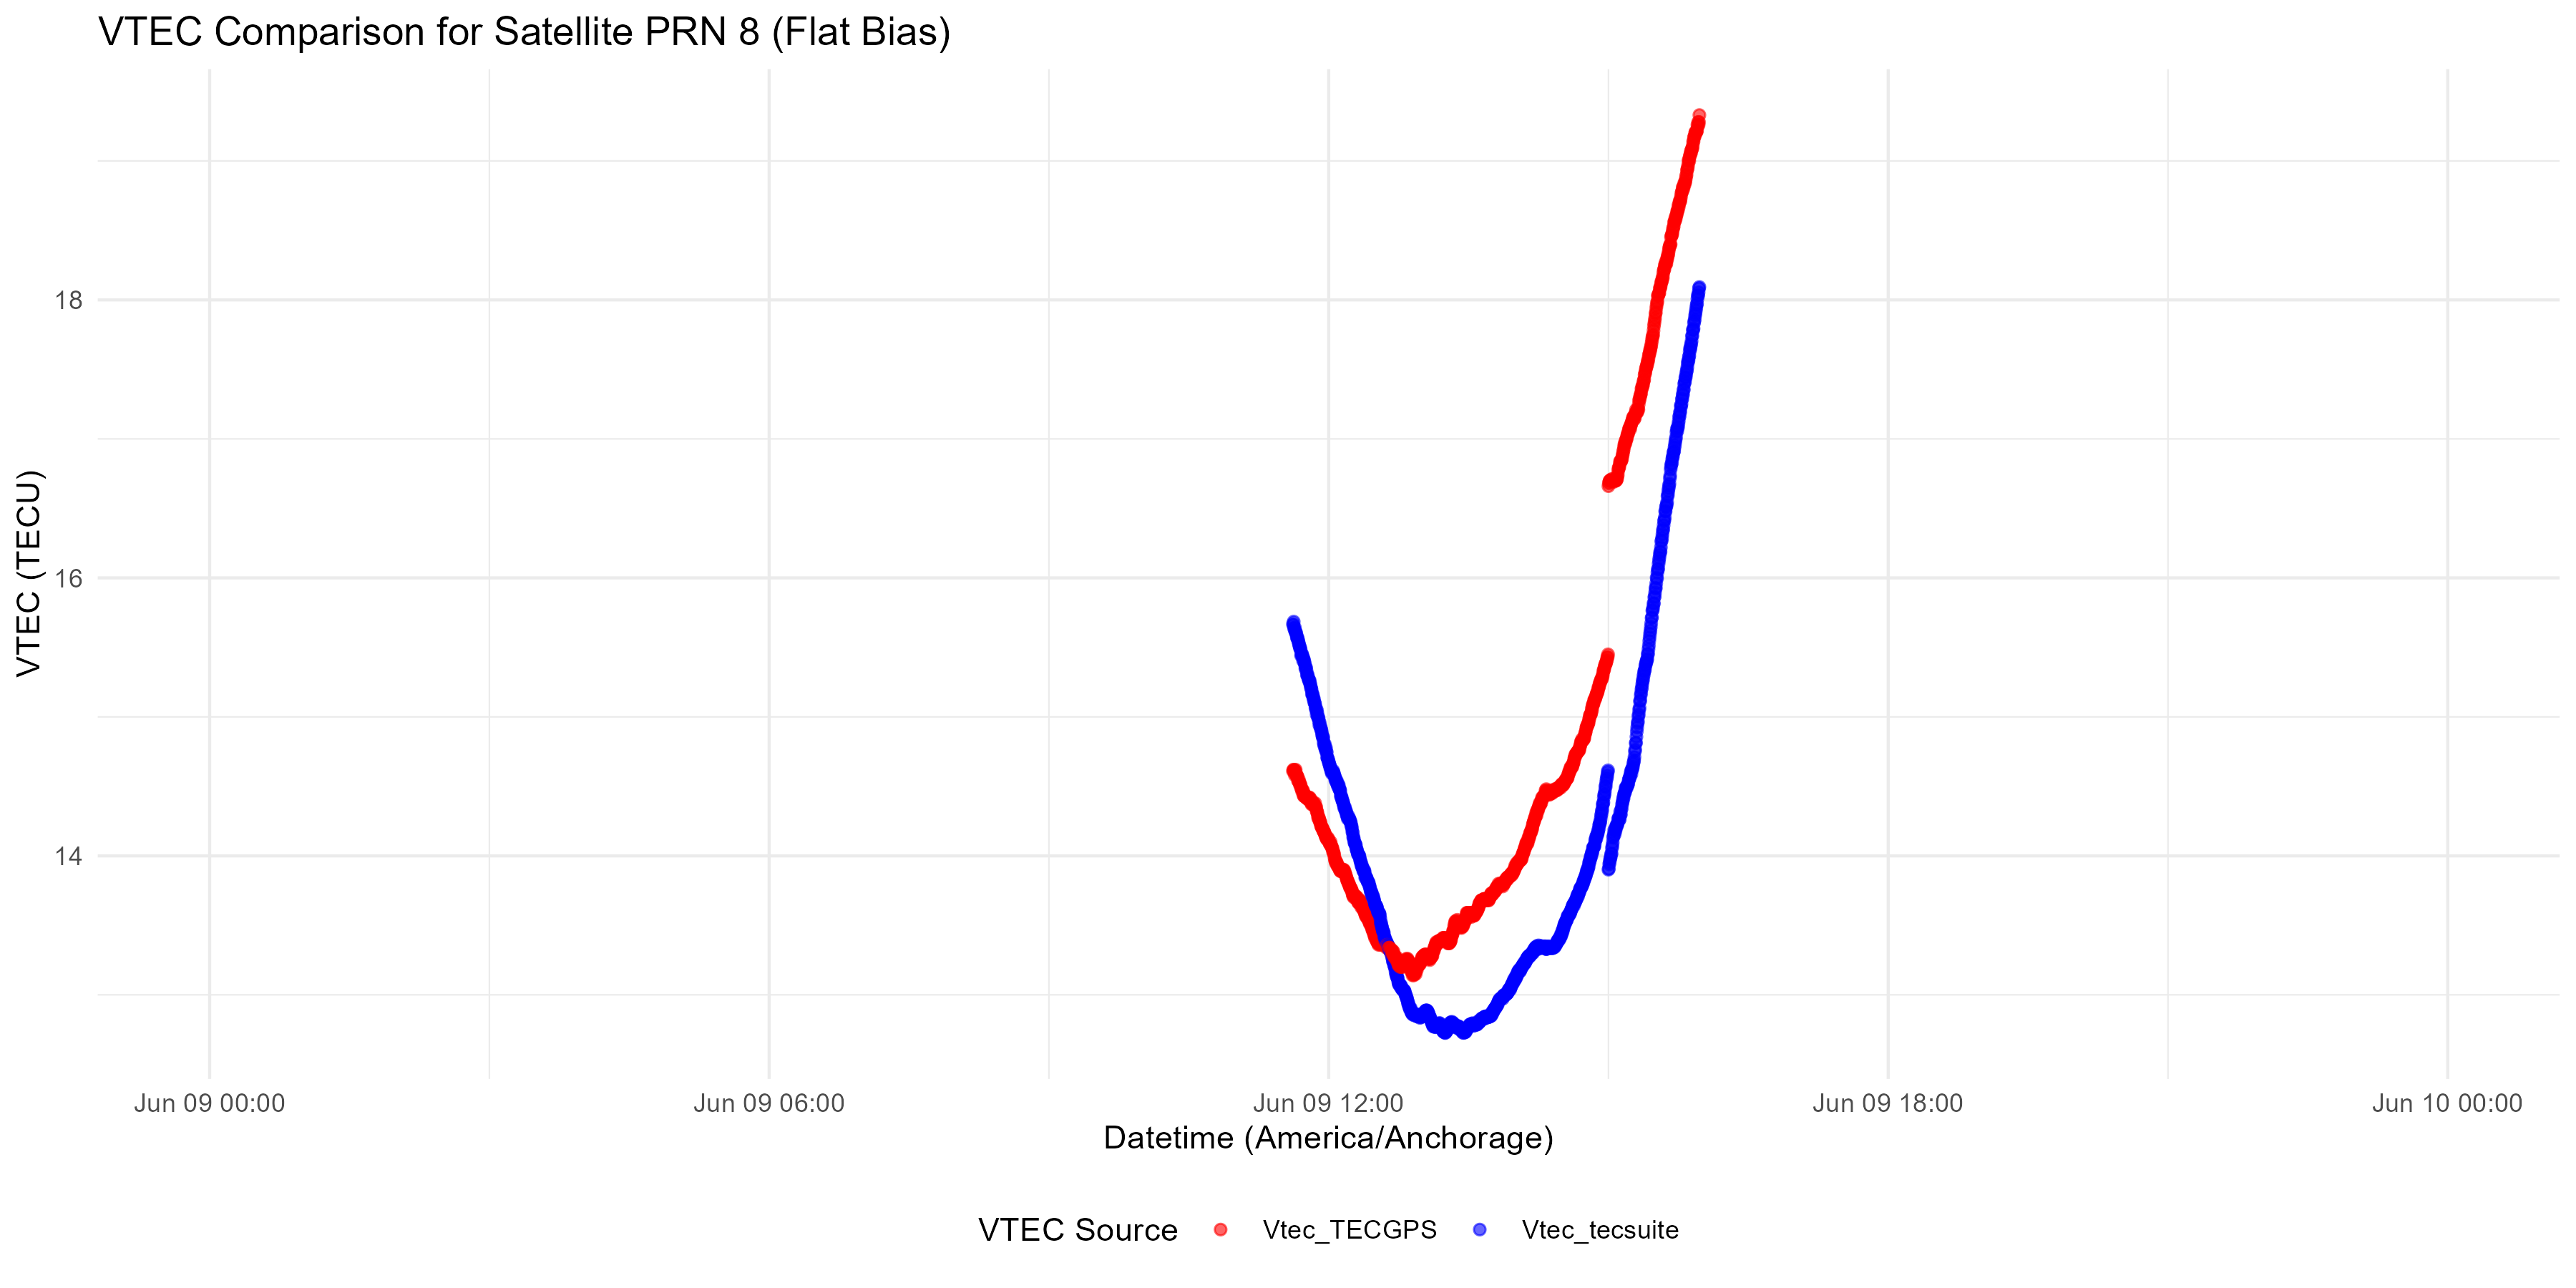 VTEC Comparison for Satellite PRN 8 (Flat Bias)
VTEC (TECU)
18
16
14
Jun 09 00:00
Jun 09 06:00
Jun 09 12:00
Jun 09 18:00
Jun 10 00:00
Datetime (America/Anchorage)
VTEC Source
Vtec_TECGPS
Vtec_tecsuite